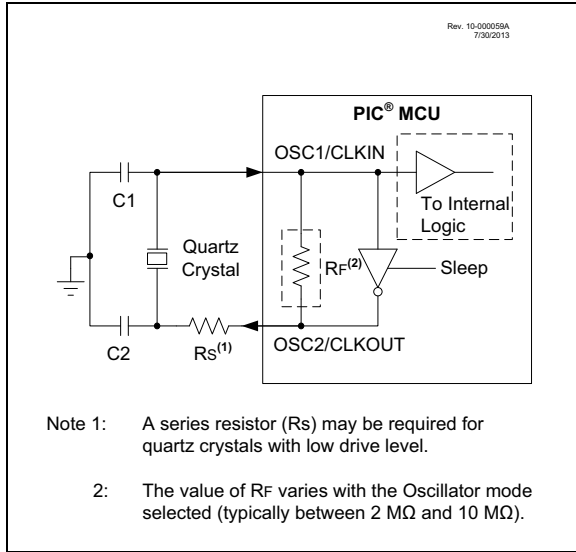 Rev. 10-000059A
7/30/2013
PIC® MCU
OSC1/CLKIN
C1
To Internal
Logic
Quartz
Crystal
RF(2)
Sleep
C2
RS(1)
OSC2/CLKOUT
Note 1: A series resistor (Rs) may be required for
quartz crystals with low drive level.
2: The value of RF varies with the Oscillator mode
selected (typically between 2 MΩ and 10 MΩ).